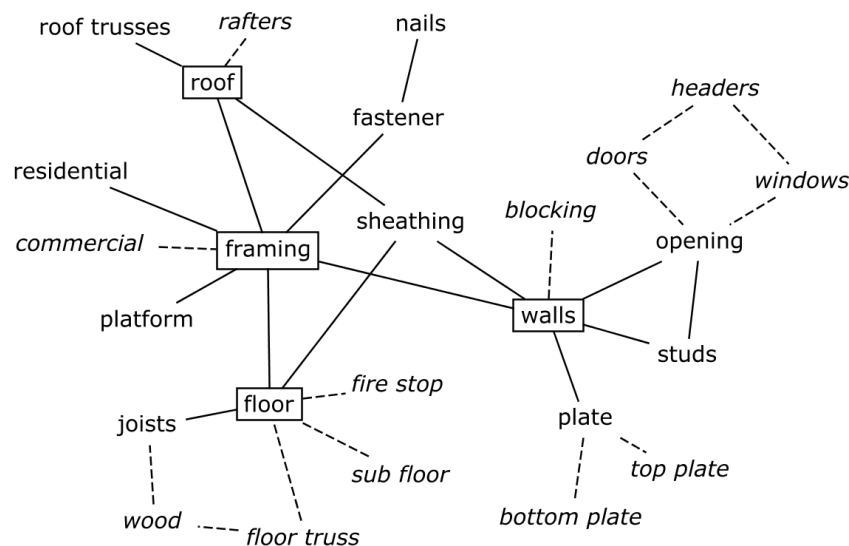 roof trusses
rafters
nails
roof
headers
fastener
doors
residential
windows
blocking
sheathing
commercial
framing
opening
platform
walls
studs
fire stop
floor
joists
plate
top plate
sub floor
wood
bottom plate
floor truss